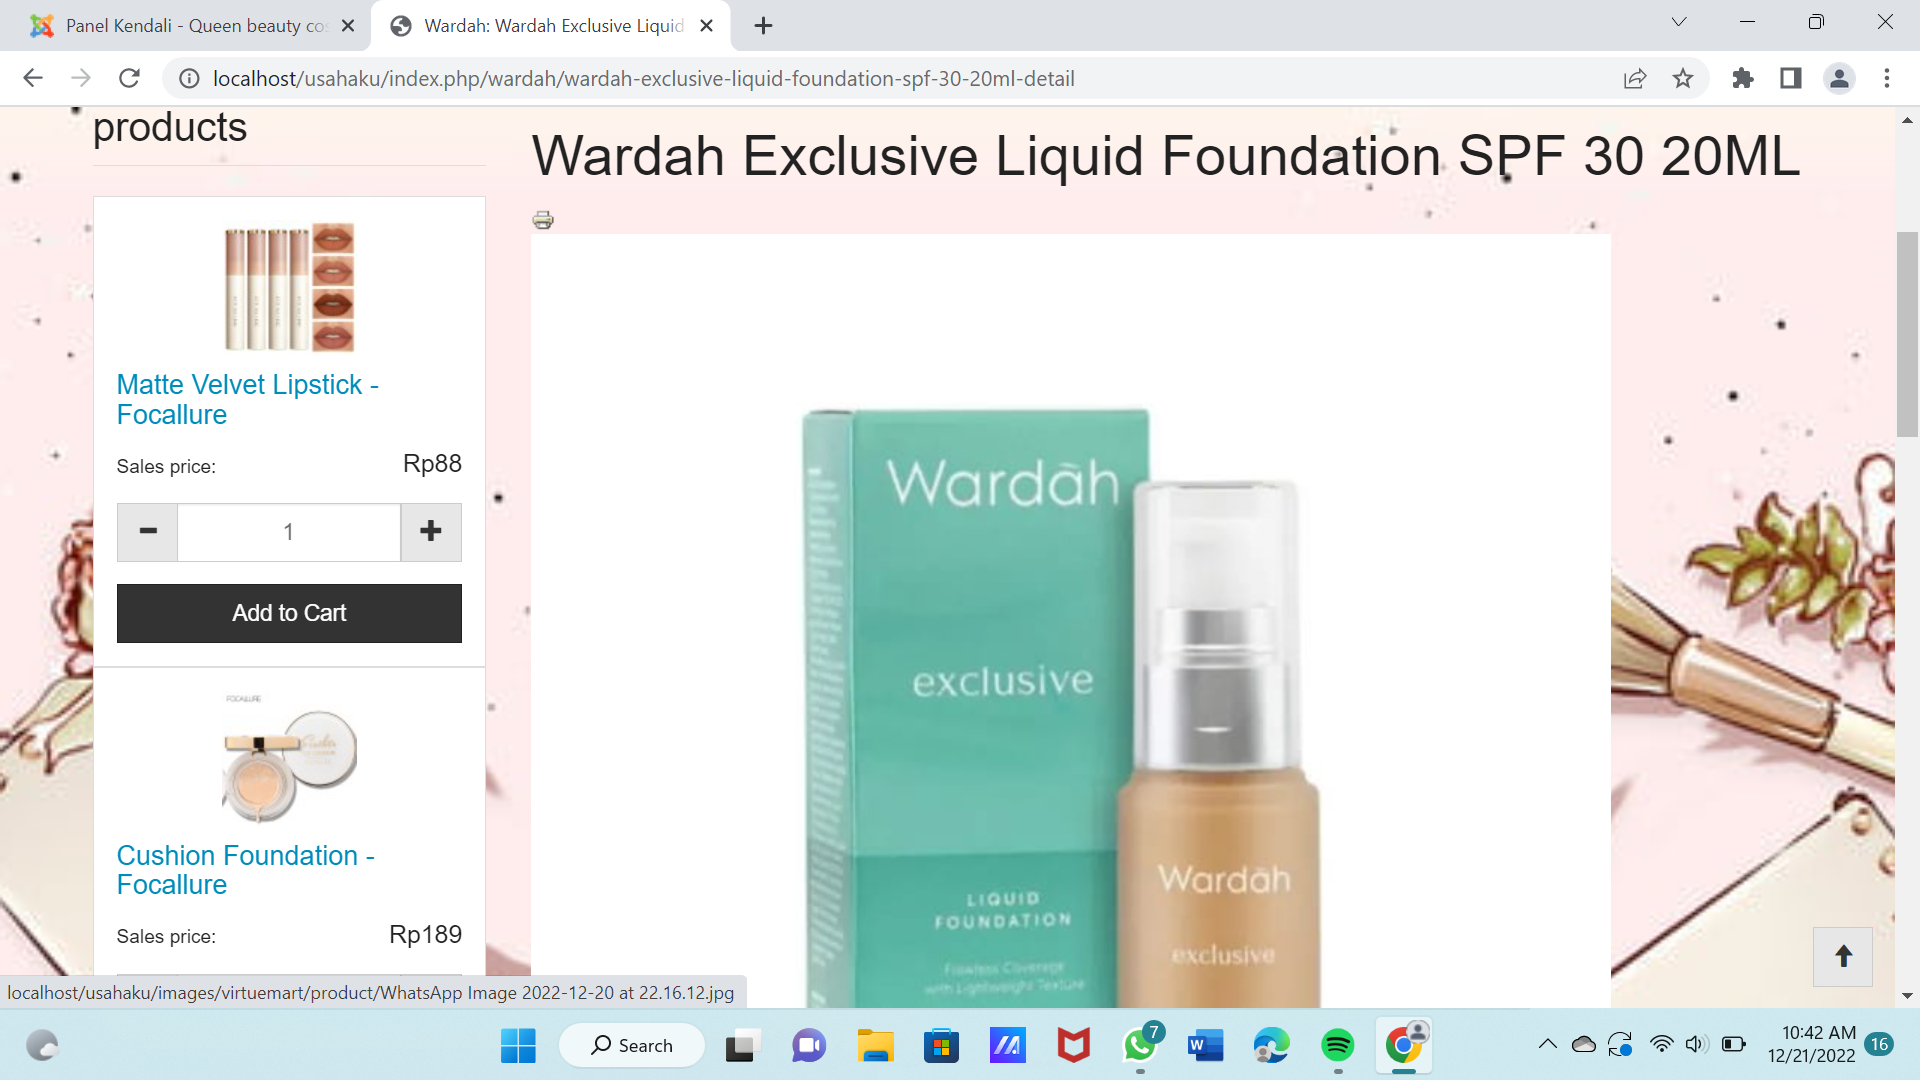 Panel Kendali - Queen beauty cos
Wardah: Wardah Exclusive Liquid
localhost/usahaku/index.php/wardah/wardah-exclusive-liquid-foundation-spf-30-20ml-detail
products
Wardah Exclusive Liquid Foundation SPF 30 20ML
Matte Velvet Lipstick -
Focallure
Sales price:
Rp88
1
Add to Cart
FOCALLURE
Cushion Foundation -
Focallure
Sales price:
Rp189
Wardāh
exclusive
LIQUID
FOUNDATION
Flawless Coverage
with Lightweight Texture
Wardāh
exclusive
localhost/usahaku/images/virtuemart/product/WhatsApp Image 2022-12-20 at 22.16.12.jpg
Search
7
10:42 AM
12/21/2022
16